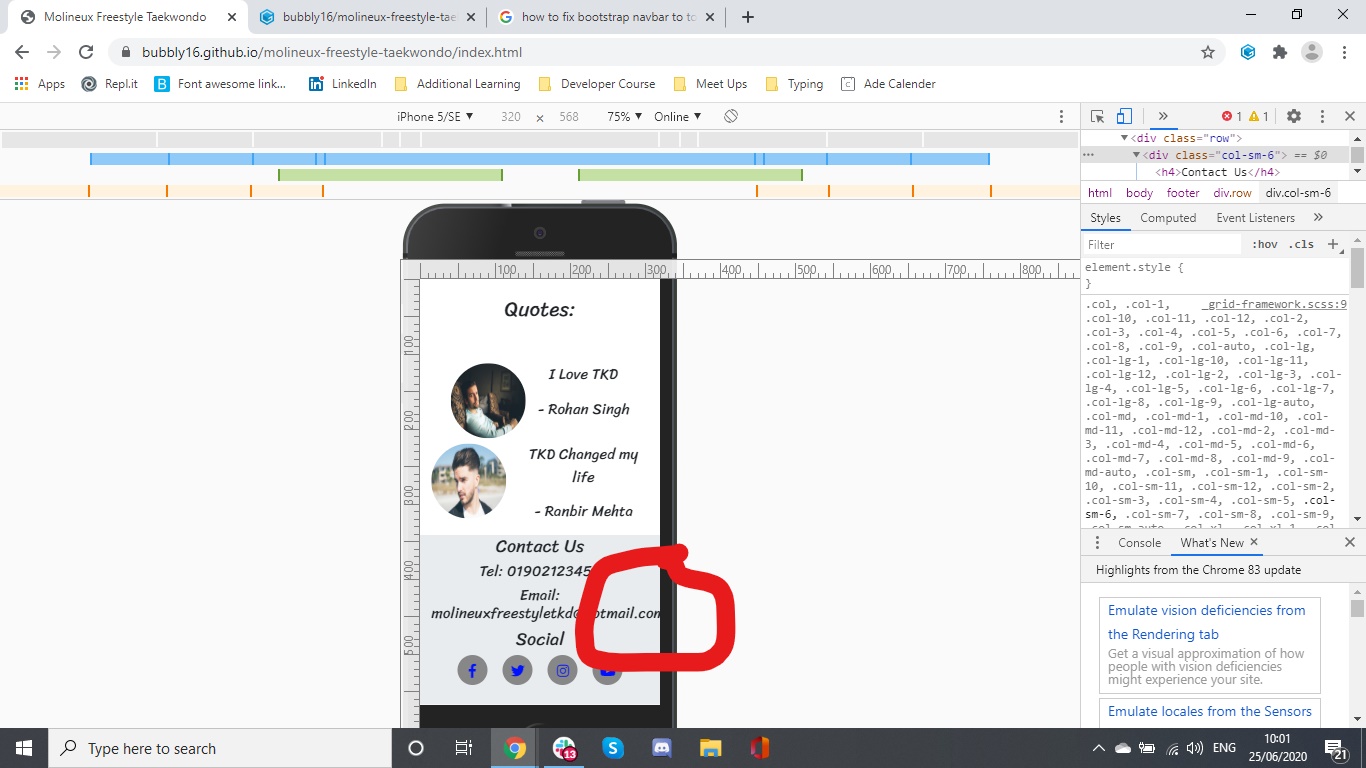 Molineux Freestyle Taekwondo
bubbly16/molineux-freestyle-tae
how to fix bootstrap navbar to to
bubbly16.github.io/molineux-freestyle-taekwondo/index.html
Apps Repl.it Font awesome link... LinkedIn Additional Learning Developer Course Meet Ups Typing Ade Calender
iPhone 5/SE ▼ 320 × 568 75% ▼ Online ▼
» 1 1
▼<div class="row">
••• ▼<div class="col-sm-6"> == $0
<h4>Contact Us</h4>
html body footer div.row div.col-sm-6
Styles Computed Event Listeners »
Filter :hov .cls +
element.style {
}
.col, .col-1, _grid-framework.scss:9
.col-10, .col-11, .col-12, .col-2,
.col-3, .col-4, .col-5, .col-6, .col-7,
.col-8, .col-9, .col-auto, .col-lg,
.col-lg-1, .col-lg-10, .col-lg-11,
.col-lg-12, .col-lg-2, .col-lg-3, .col-
lg-4, .col-lg-5, .col-lg-6, .col-lg-7,
.col-lg-8, .col-lg-9, .col-lg-auto,
.col-md, .col-md-1, .col-md-10, .col-
md-11, .col-md-12, .col-md-2, .col-md-
3, .col-md-4, .col-md-5, .col-md-6,
.col-md-7, .col-md-8, .col-md-9, .col-
md-auto, .col-sm, .col-sm-1, .col-sm-
10, .col-sm-11, .col-sm-12, .col-sm-2,
.col-sm-3, .col-sm-4, .col-sm-5, .col-
sm-6, .col-sm-7, .col-sm-8, .col-sm-9,
100 200 300 400 500 600 700 800
100
200
300
400
500
Quotes:
I Love TKD
- Rohan Singh
TKD Changed my
life
- Ranbir Mehta
Contact Us
Tel: 0190212345
Email:
molineuxfreestyletkd@hotmail.com
Social
Console What's New
Highlights from the Chrome 83 update
Emulate vision deficiencies from
the Rendering tab
Get a visual approximation of how
people with vision deficiencies
might experience your site.
Emulate locales from the Sensors
Type here to search
13
ENG
10:01
25/06/2020
21